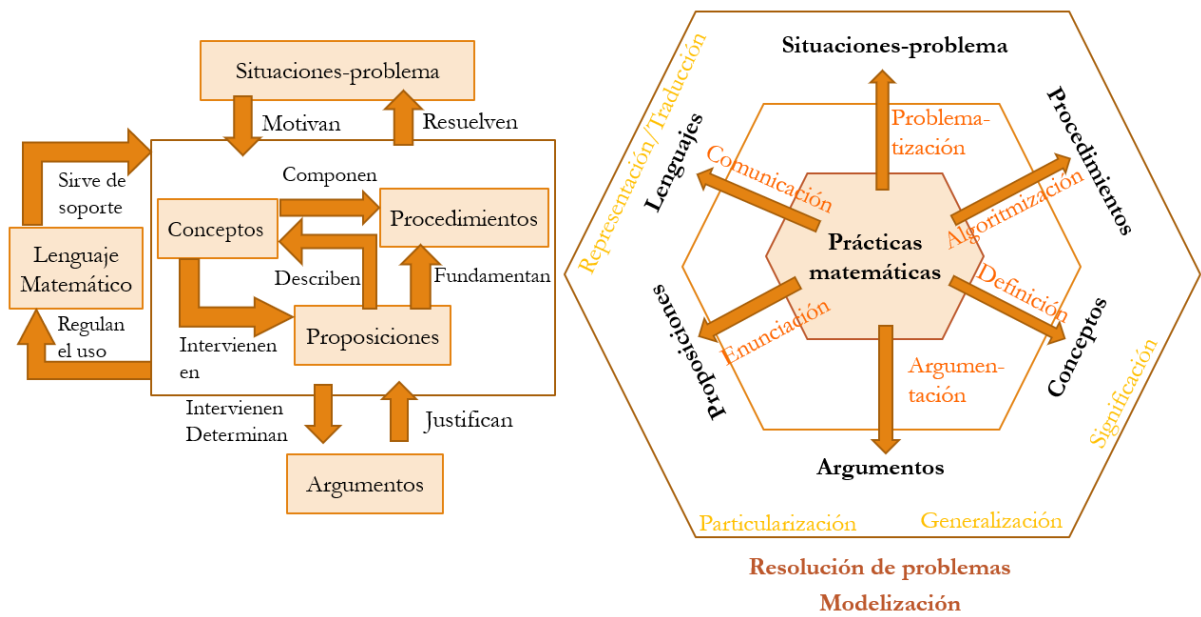 Situaciones-problema
Motivan
Resuelven
Sirve de
soporte
Componen
Conceptos
Procedimientos
Lenguaje
Matemático
Describen
Fundamentan
Regulan
el uso
Proposiciones
Intervienen
en
Intervienen
Determinan
Justifican
Argumentos
Situaciones-problema
Representación/Traducción
Lenguajes
Procedimientos
Problema-
tización
Comunicación
Algoritmización
Prácticas
matemáticas
Definición
Enunciación
Proposiciones
Conceptos
Argumen-
tación
Significación
Argumentos
Particularización
Generalización
Resolución de problemas
Modelización